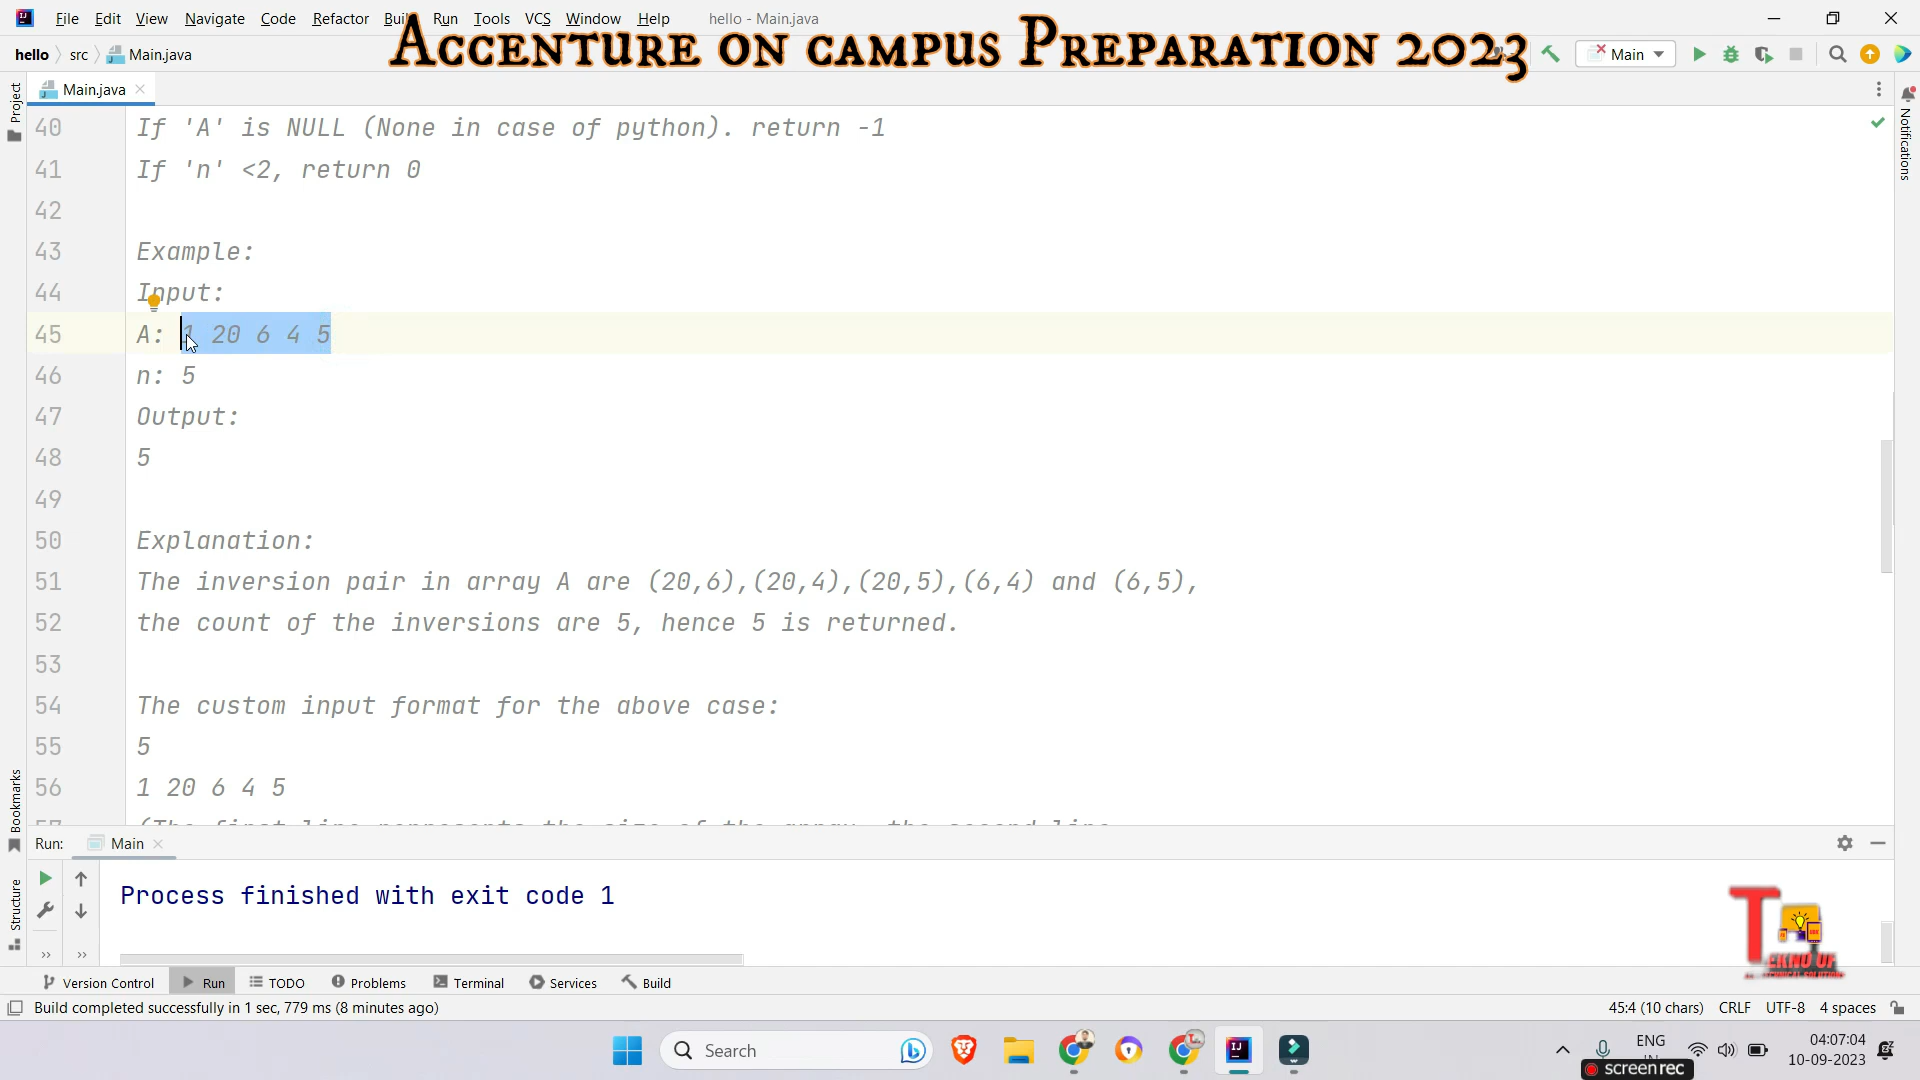 File Edit View Navigate Code Refactor Buil Run Tools VCS Window Help hello - Main.java
Accenture on campus Preparation 2023
hello src Main.java
Main
Main.java
Project
Notifications
40 If 'A' is NULL (None in case of python). return -1
41 If 'n' <2, return 0
42
43 Example:
44 Input:
45 A: 1 20 6 4 5
46 n: 5
47 Output:
48 5
49
50 Explanation:
51 The inversion pair in array A are (20,6),(20,4),(20,5),(6,4) and (6,5),
52 the count of the inversions are 5, hence 5 is returned.
53
54 The custom input format for the above case:
55 5
56 1 20 6 4 5
Bookmarks
Structure
Run: Main
Process finished with exit code 1
Version Control Run TODO Problems Terminal Services Build
Build completed successfully in 1 sec, 779 ms (8 minutes ago)
45:4 (10 chars) CRLF UTF-8 4 spaces
Search
ENG
04:07:04
10-09-2023
screenrec